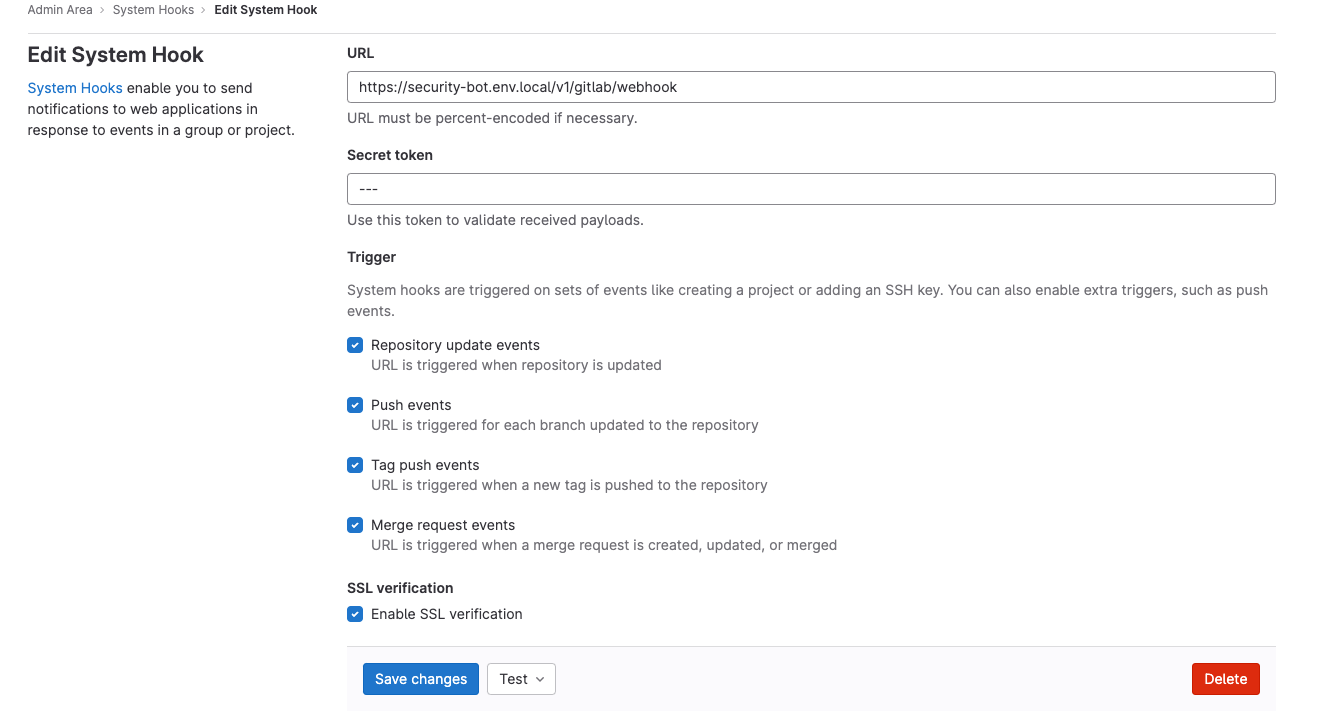 Admin Area > System Hooks > Edit System Hook
Edit System Hook
System Hooks enable you to send
notifications to web applications in
response to events in a group or project.
URL
https://security-bot.env.local/v1/gitlab/webhook
URL must be percent-encoded if necessary.
Secret token
---
Use this token to validate received payloads.
Trigger
System hooks are triggered on sets of events like creating a project or adding an SSH key. You can also enable extra triggers, such as push
events.
Repository update events
URL is triggered when repository is updated
Push events
URL is triggered for each branch updated to the repository
Tag push events
URL is triggered when a new tag is pushed to the repository
Merge request events
URL is triggered when a merge request is created, updated, or merged
SSL verification
Enable SSL verification
Save changes Test Delete